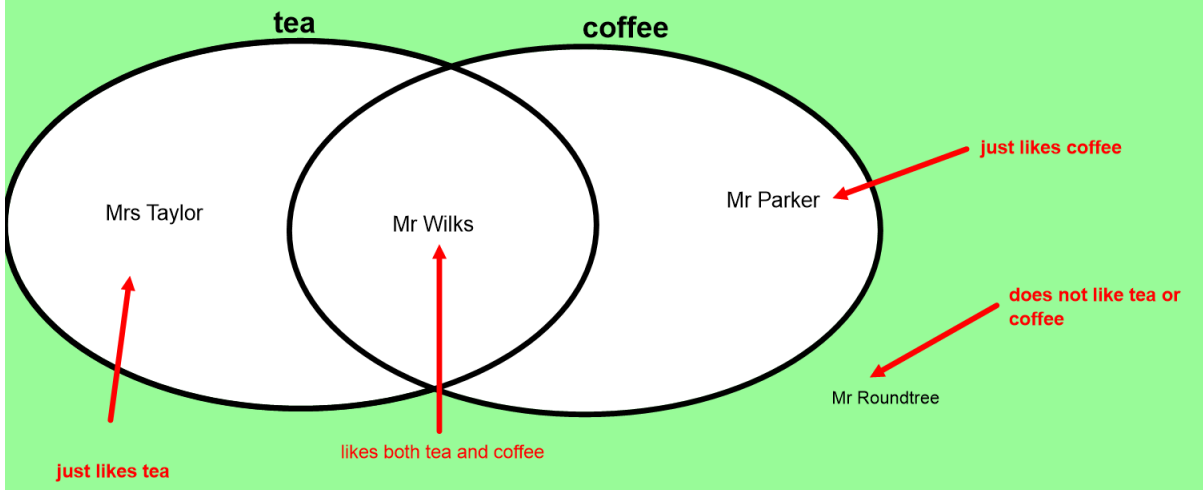 tea
coffee
just likes coffee
Mr Parker
Mrs Taylor
Mr Wilks
does not like tea or
coffee
Mr Roundtree
likes both tea and coffee
just likes tea